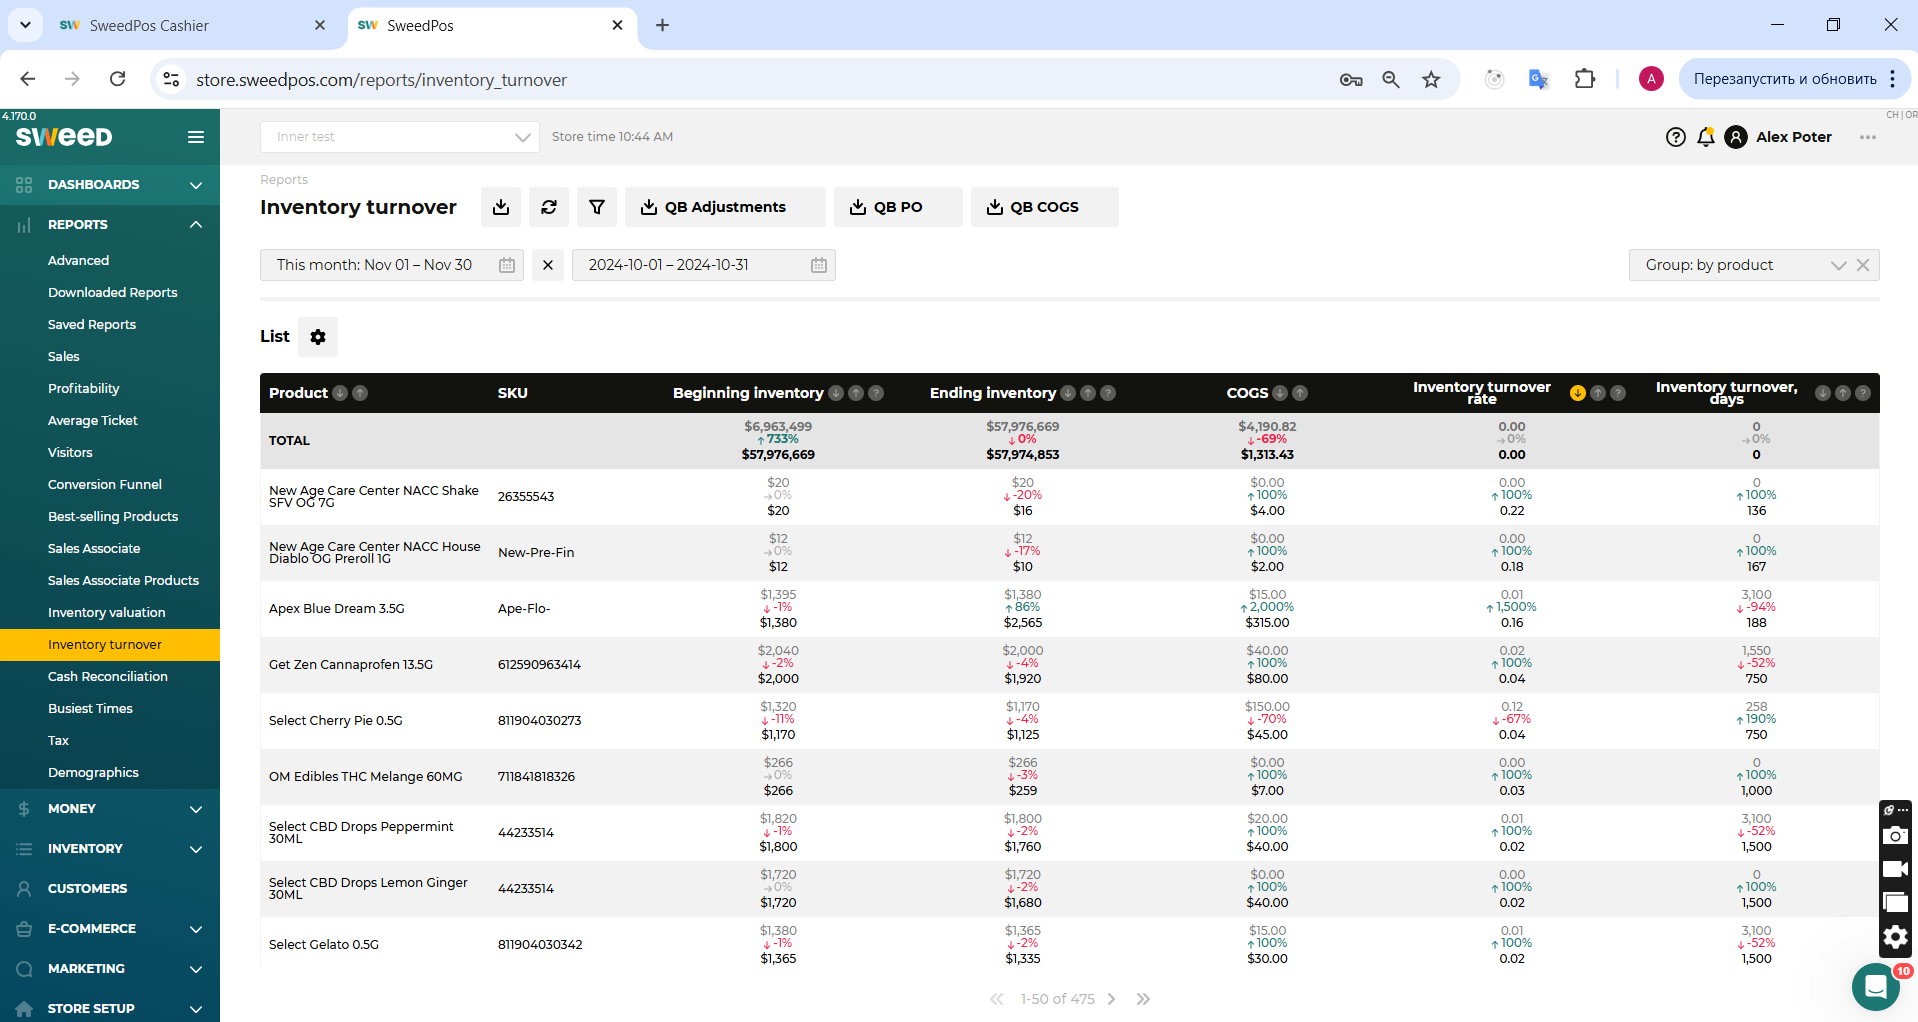 SweedPos Cashier
SweedPos
store.sweedpos.com/reports/inventory_turnover
A
Перезапустить и обновить
4.170.0
SWEED
Inner test
Store time 10:44 AM
Alex Poter
CH | OR
DASHBOARDS
REPORTS
Advanced
Downloaded Reports
Saved Reports
Sales
Profitability
Average Ticket
Visitors
Conversion Funnel
Best-selling Products
Sales Associate
Sales Associate Products
Inventory valuation
Inventory turnover
Cash Reconciliation
Busiest Times
Tax
Demographics
MONEY
INVENTORY
CUSTOMERS
E-COMMERCE
MARKETING
STORE SETUP
Reports
Inventory turnover
QB Adjustments
QB PO
QB COGS
This month: Nov 01 – Nov 30
2024-10-01 – 2024-10-31
Group: by product
List
Product SKU Beginning inventory Ending inventory COGS Inventory turnover rate Inventory turnover, days
$6,963,499 $57,976,669 $4,190.82 0.00 0
TOTAL 733% 0% -69% 0% 0%
$57,976,669 $57,974,853 $1,313.43 0.00 0
New Age Care Center NACC Shake SFV OG 7G 26355543
$20 $20 $0.00 0.00 0
0% -20% 100% 100% 100%
$20 $16 $4.00 0.22 136
New Age Care Center NACC House Diablo OG Preroll 1G New-Pre-Fin
$12 $12 $0.00 0.00 0
0% -17% 100% 100% 100%
$12 $10 $2.00 0.18 167
Apex Blue Dream 3.5G Ape-Flo-
$1,395 $1,380 $15.00 0.01 3,100
-1% 86% 2,000% 1,500% -94%
$1,380 $2,565 $315.00 0.16 188
Get Zen Cannaprofen 13.5G 612590963414
$2,040 $2,000 $40.00 0.02 1,550
-2% -4% 100% 100% -52%
$2,000 $1,920 $80.00 0.04 750
Select Cherry Pie 0.5G 811904030273
$1,320 $1,170 $150.00 0.12 258
-11% -4% -70% -67% 190%
$1,170 $1,125 $45.00 0.04 750
OM Edibles THC Melange 60MG 711841818326
$266 $266 $0.00 0.00 0
0% -3% 100% 100% 100%
$266 $259 $7.00 0.03 1,000
Select CBD Drops Peppermint 30ML 44233514
$1,820 $1,800 $20.00 0.01 3,100
-1% -2% 100% 100% -52%
$1,800 $1,760 $40.00 0.02 1,500
Select CBD Drops Lemon Ginger 30ML 44233514
$1,720 $1,720 $0.00 0.00 0
0% -2% 100% 100% 100%
$1,720 $1,680 $40.00 0.02 1,500
Select Gelato 0.5G 811904030342
$1,380 $1,365 $15.00 0.01 3,100
-1% -2% 100% 100% -52%
$1,365 $1,335 $30.00 0.02 1,500
1-50 of 475
10